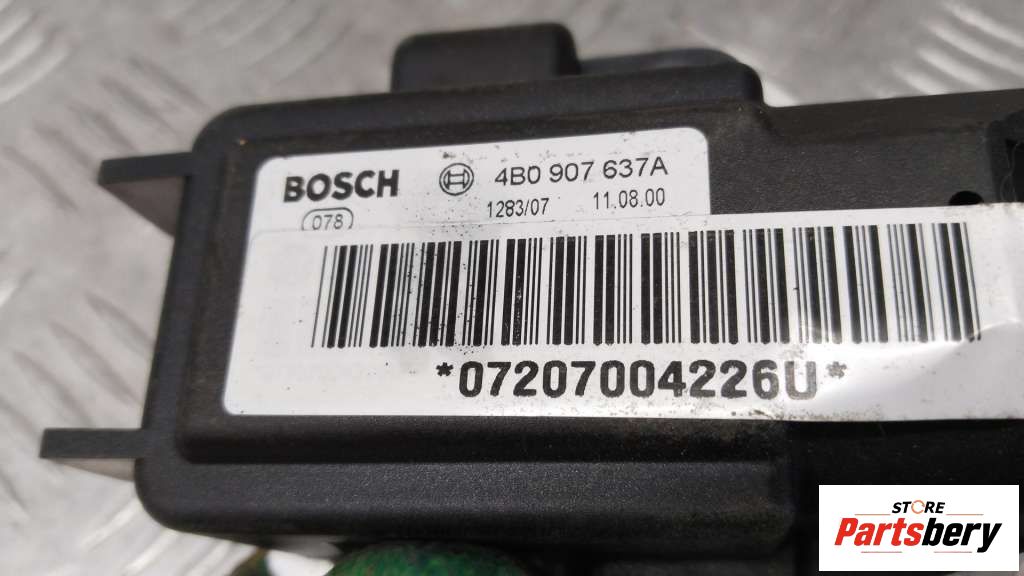 BOSCH 4B0 907 637A
1283/07 11.08.00
078
*07207004226U*
STORE
Partsbery